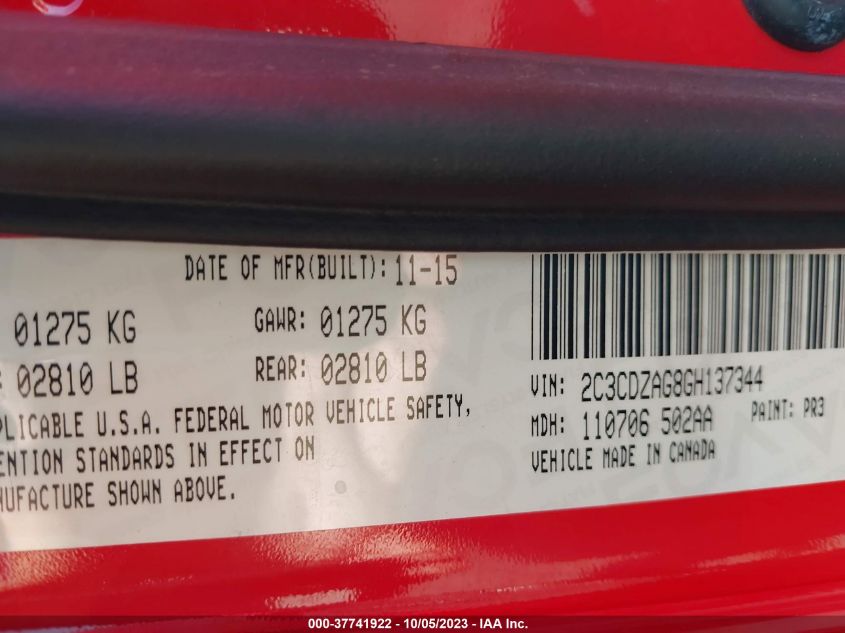 DATE OF MFR(BUILT): 11-15
01275 KG GAWR: 01275 KG
02810 LB REAR: 02810 LB
PLICABLE U.S.A. FEDERAL MOTOR VEHICLE SAFETY,
ENTION STANDARDS IN EFFECT ON
NUFACTURE SHOWN ABOVE.
VIN: 2C3CDZAG8GH137344
MDH: 110706 502AA PAINT: PR3
VEHICLE MADE IN CANADA
000-37741922 - 10/05/2023 - IAA Inc.